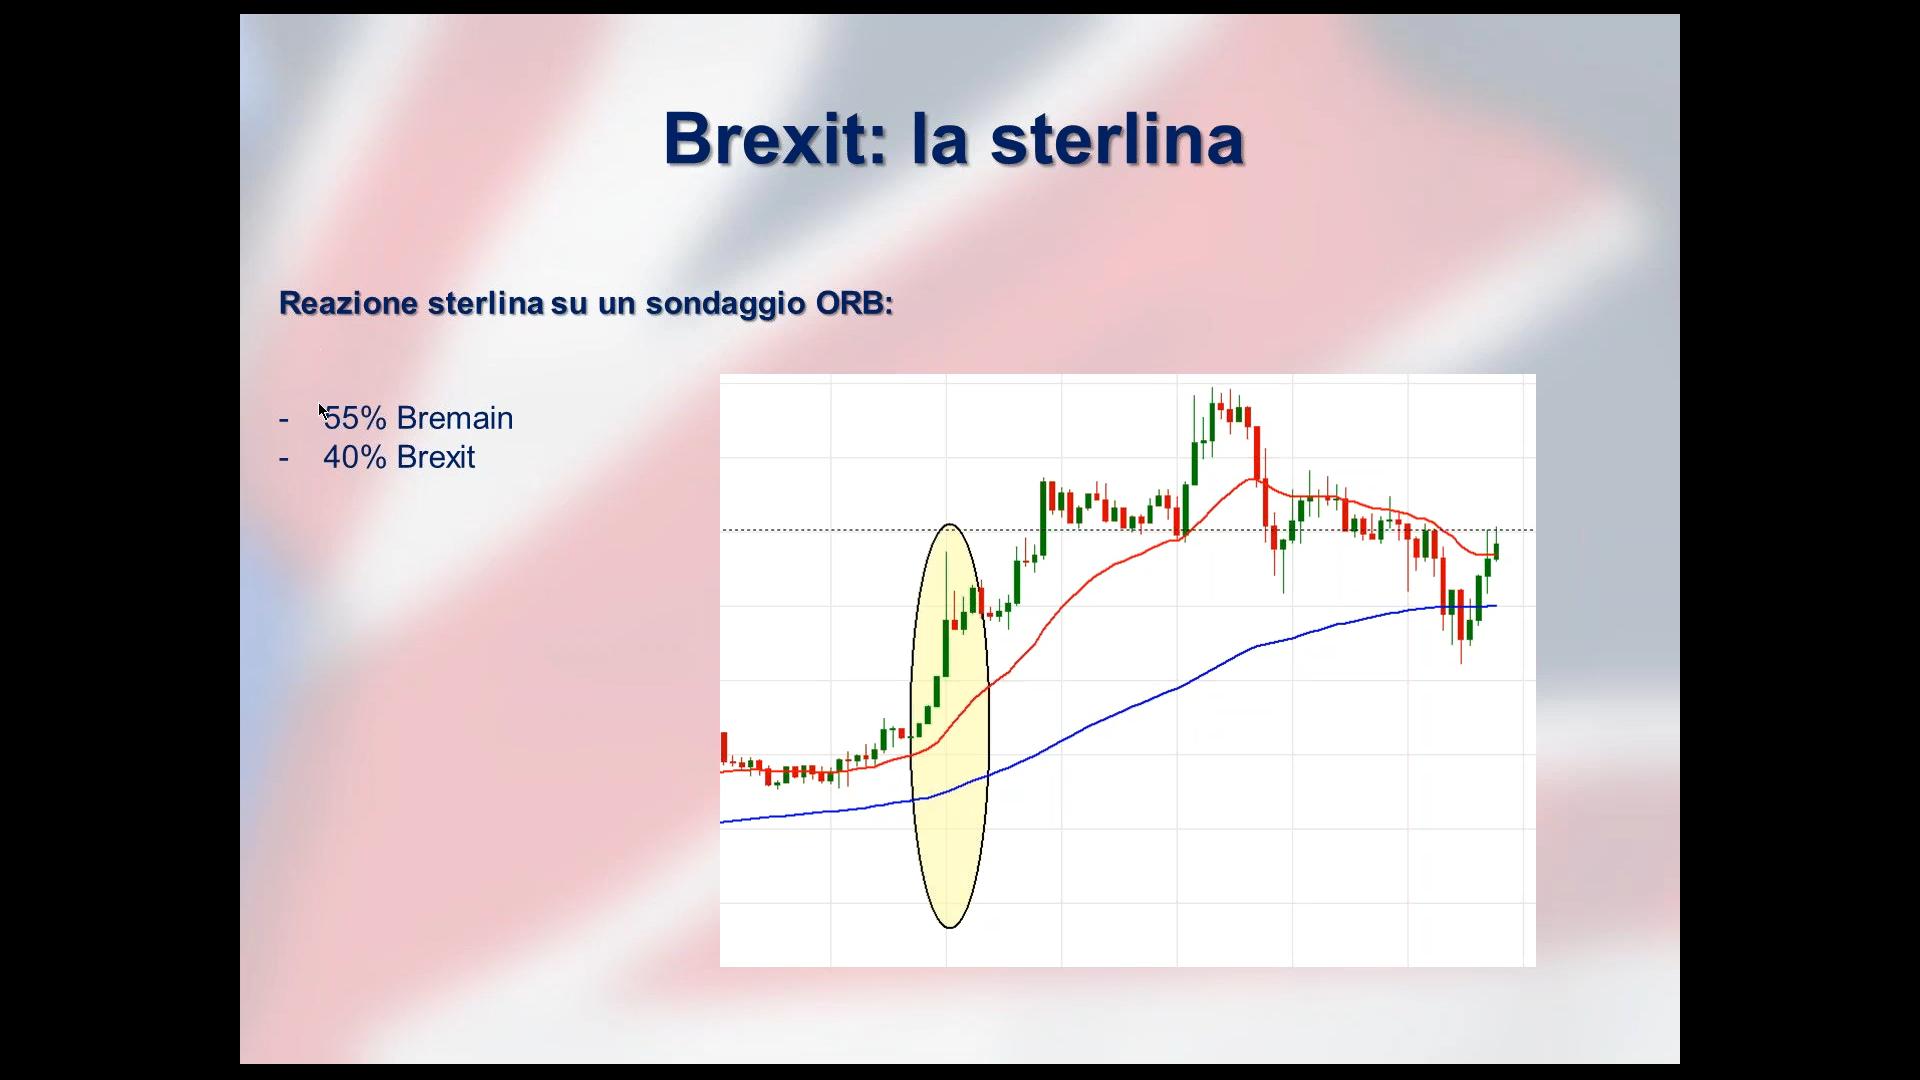 Brexit: la sterlina
Reazione sterlina su un sondaggio ORB:
- 55% Bremain
- 40% Brexit